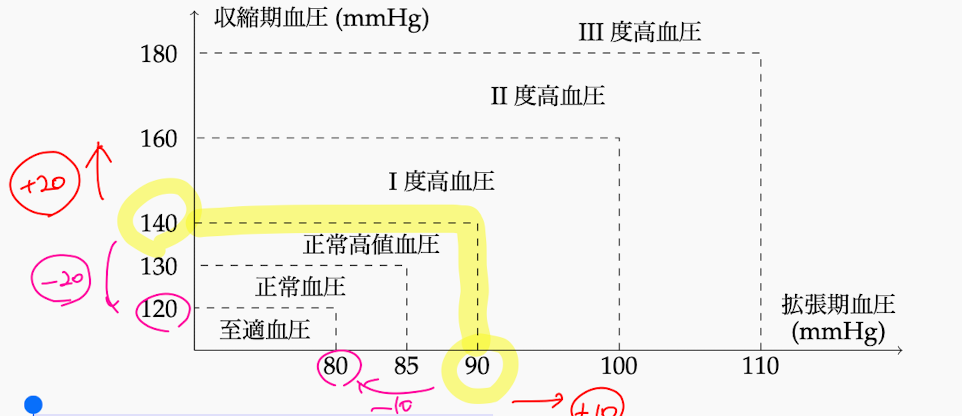 収縮期血圧 (mmHg)
III 度高血圧
180
II 度高血圧
160
+20
I 度高血圧
140
正常高値血圧
130
-20
正常血圧
120
拡張期血圧
(mmHg)
至適血圧
80 85 90 100 110
-10
+10